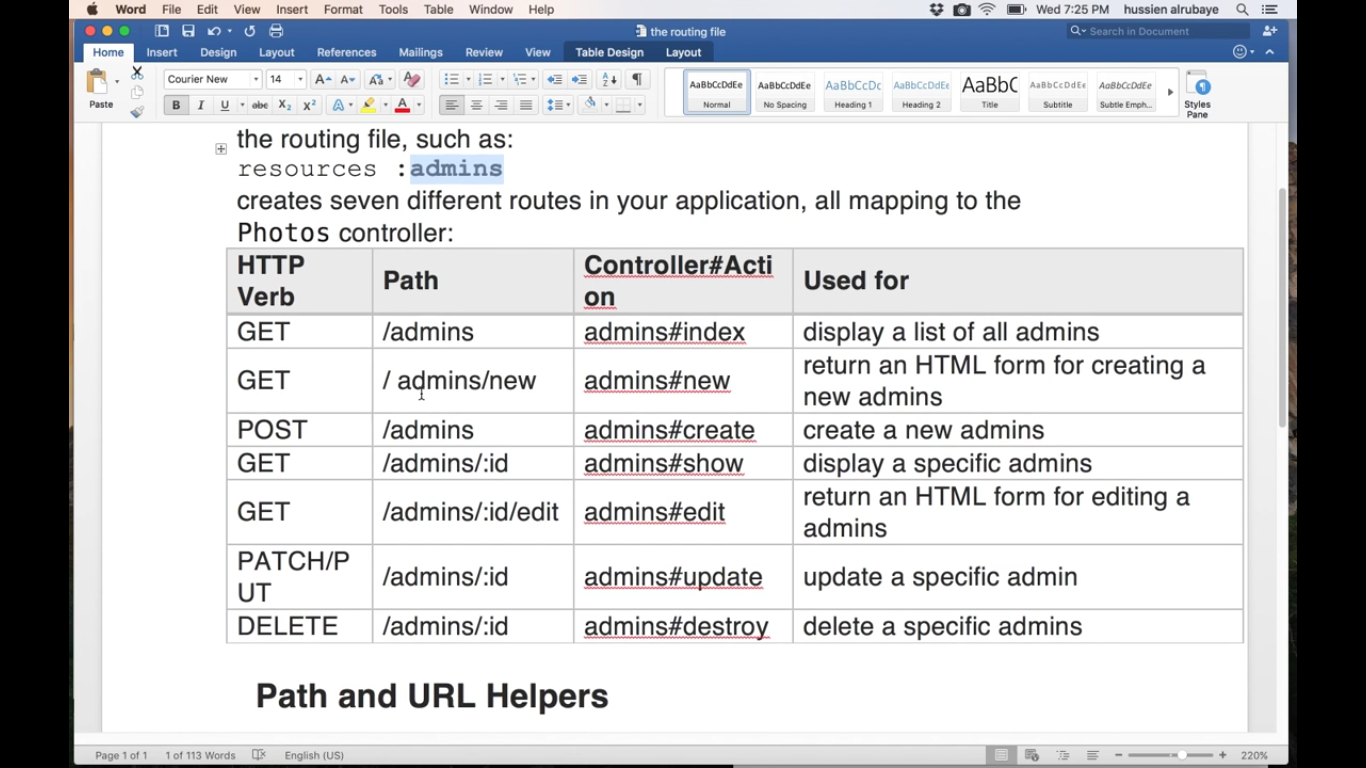 Word File Edit View Insert Format Tools Table Window Help Wed 7:25 PM hussien alrubaye
the routing file
Search in Document
Home Insert Design Layout References Mailings Review View Table Design Layout
Paste
Courier New 14
B I U abc X2 X2 A A
AaBbCcDdEe AaBbCcDdEe AaBbCcDc AaBbCcDdEe AaBbC AaBbCcDdEe AaBbCcDdEe
Normal No Spacing Heading 1 Heading 2 Title Subtitle Subtle Emph...
Styles
Pane
the routing file, such as:
resources :admins
creates seven different routes in your application, all mapping to the
Photos controller:
HTTP
Verb
Path
Controller#Acti
on
Used for
GET /admins admins#index display a list of all admins
GET / admins/new admins#new return an HTML form for creating a
new admins
POST /admins admins#create create a new admins
GET /admins/:id admins#show display a specific admins
GET /admins/:id/edit admins#edit return an HTML form for editing a
admins
PATCH/P
UT
/admins/:id admins#update update a specific admin
DELETE /admins/:id admins#destroy delete a specific admins
Path and URL Helpers
Page 1 of 1 1 of 113 Words English (US) 220%